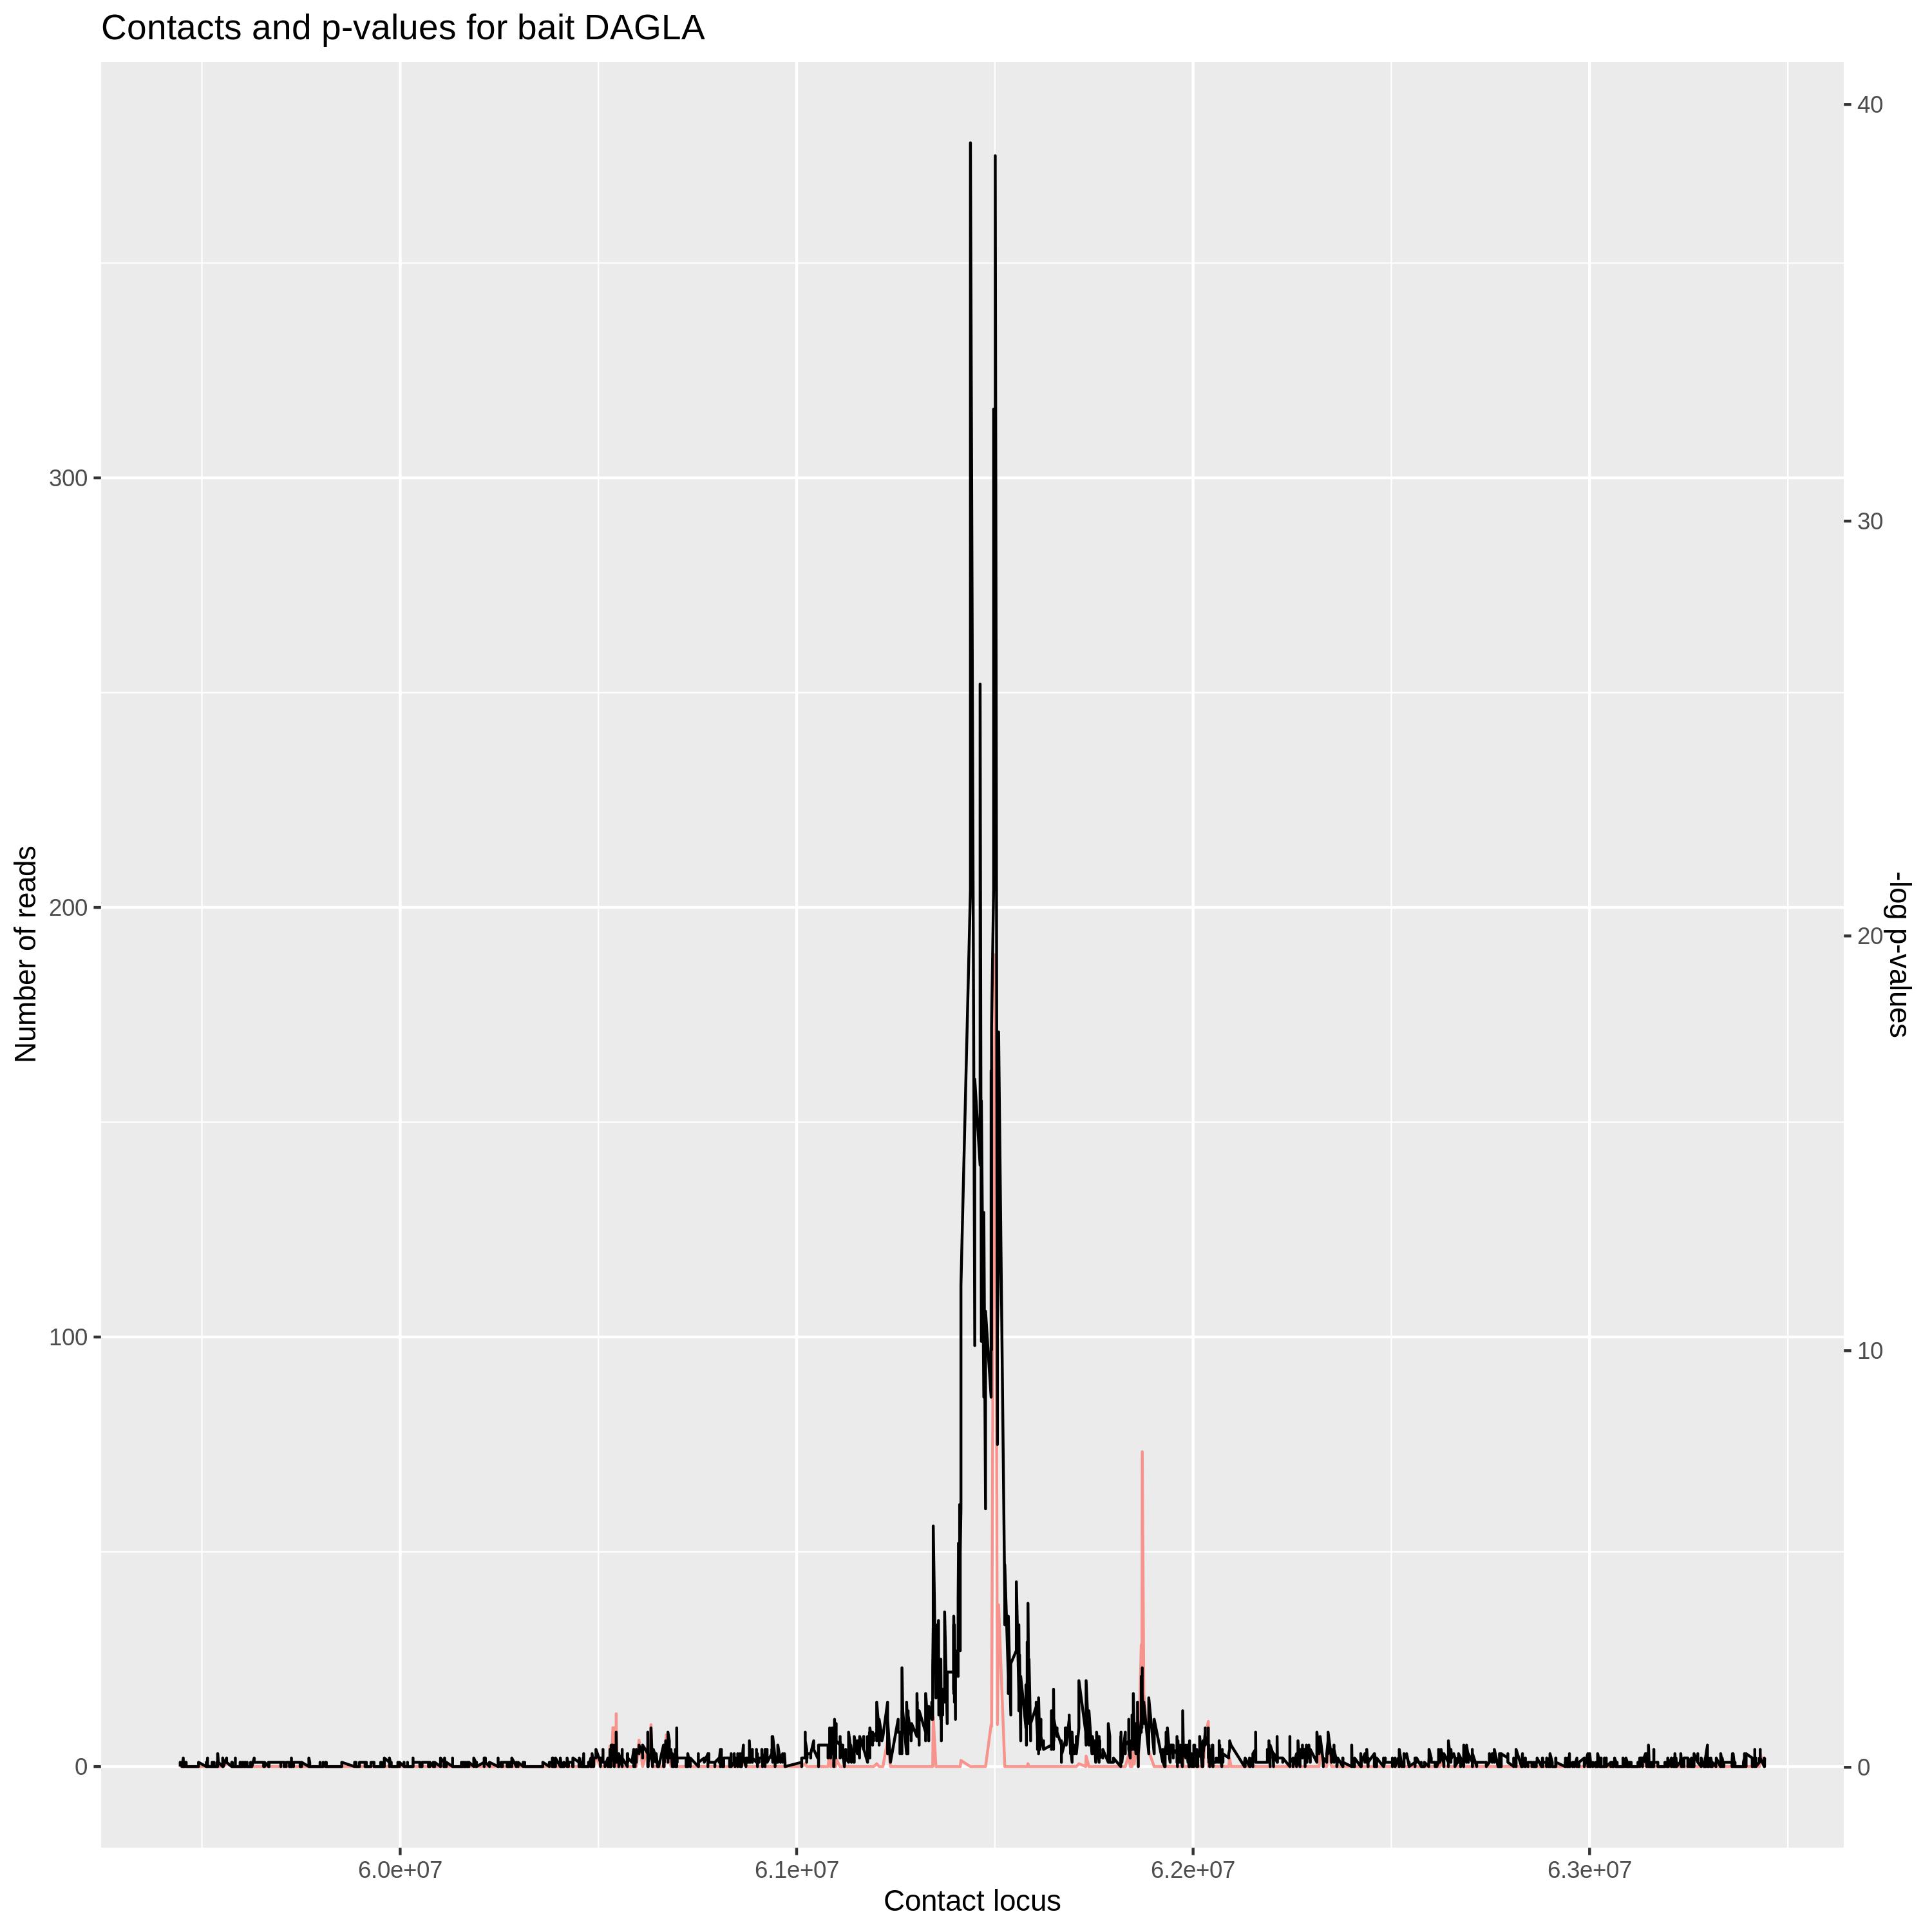 Contacts and p-values for bait DAGLA
40
300
30
200
20
100
10
0
0
Number of reads
-log p-values
6.0e+07
6.1e+07
6.2e+07
6.3e+07
Contact locus